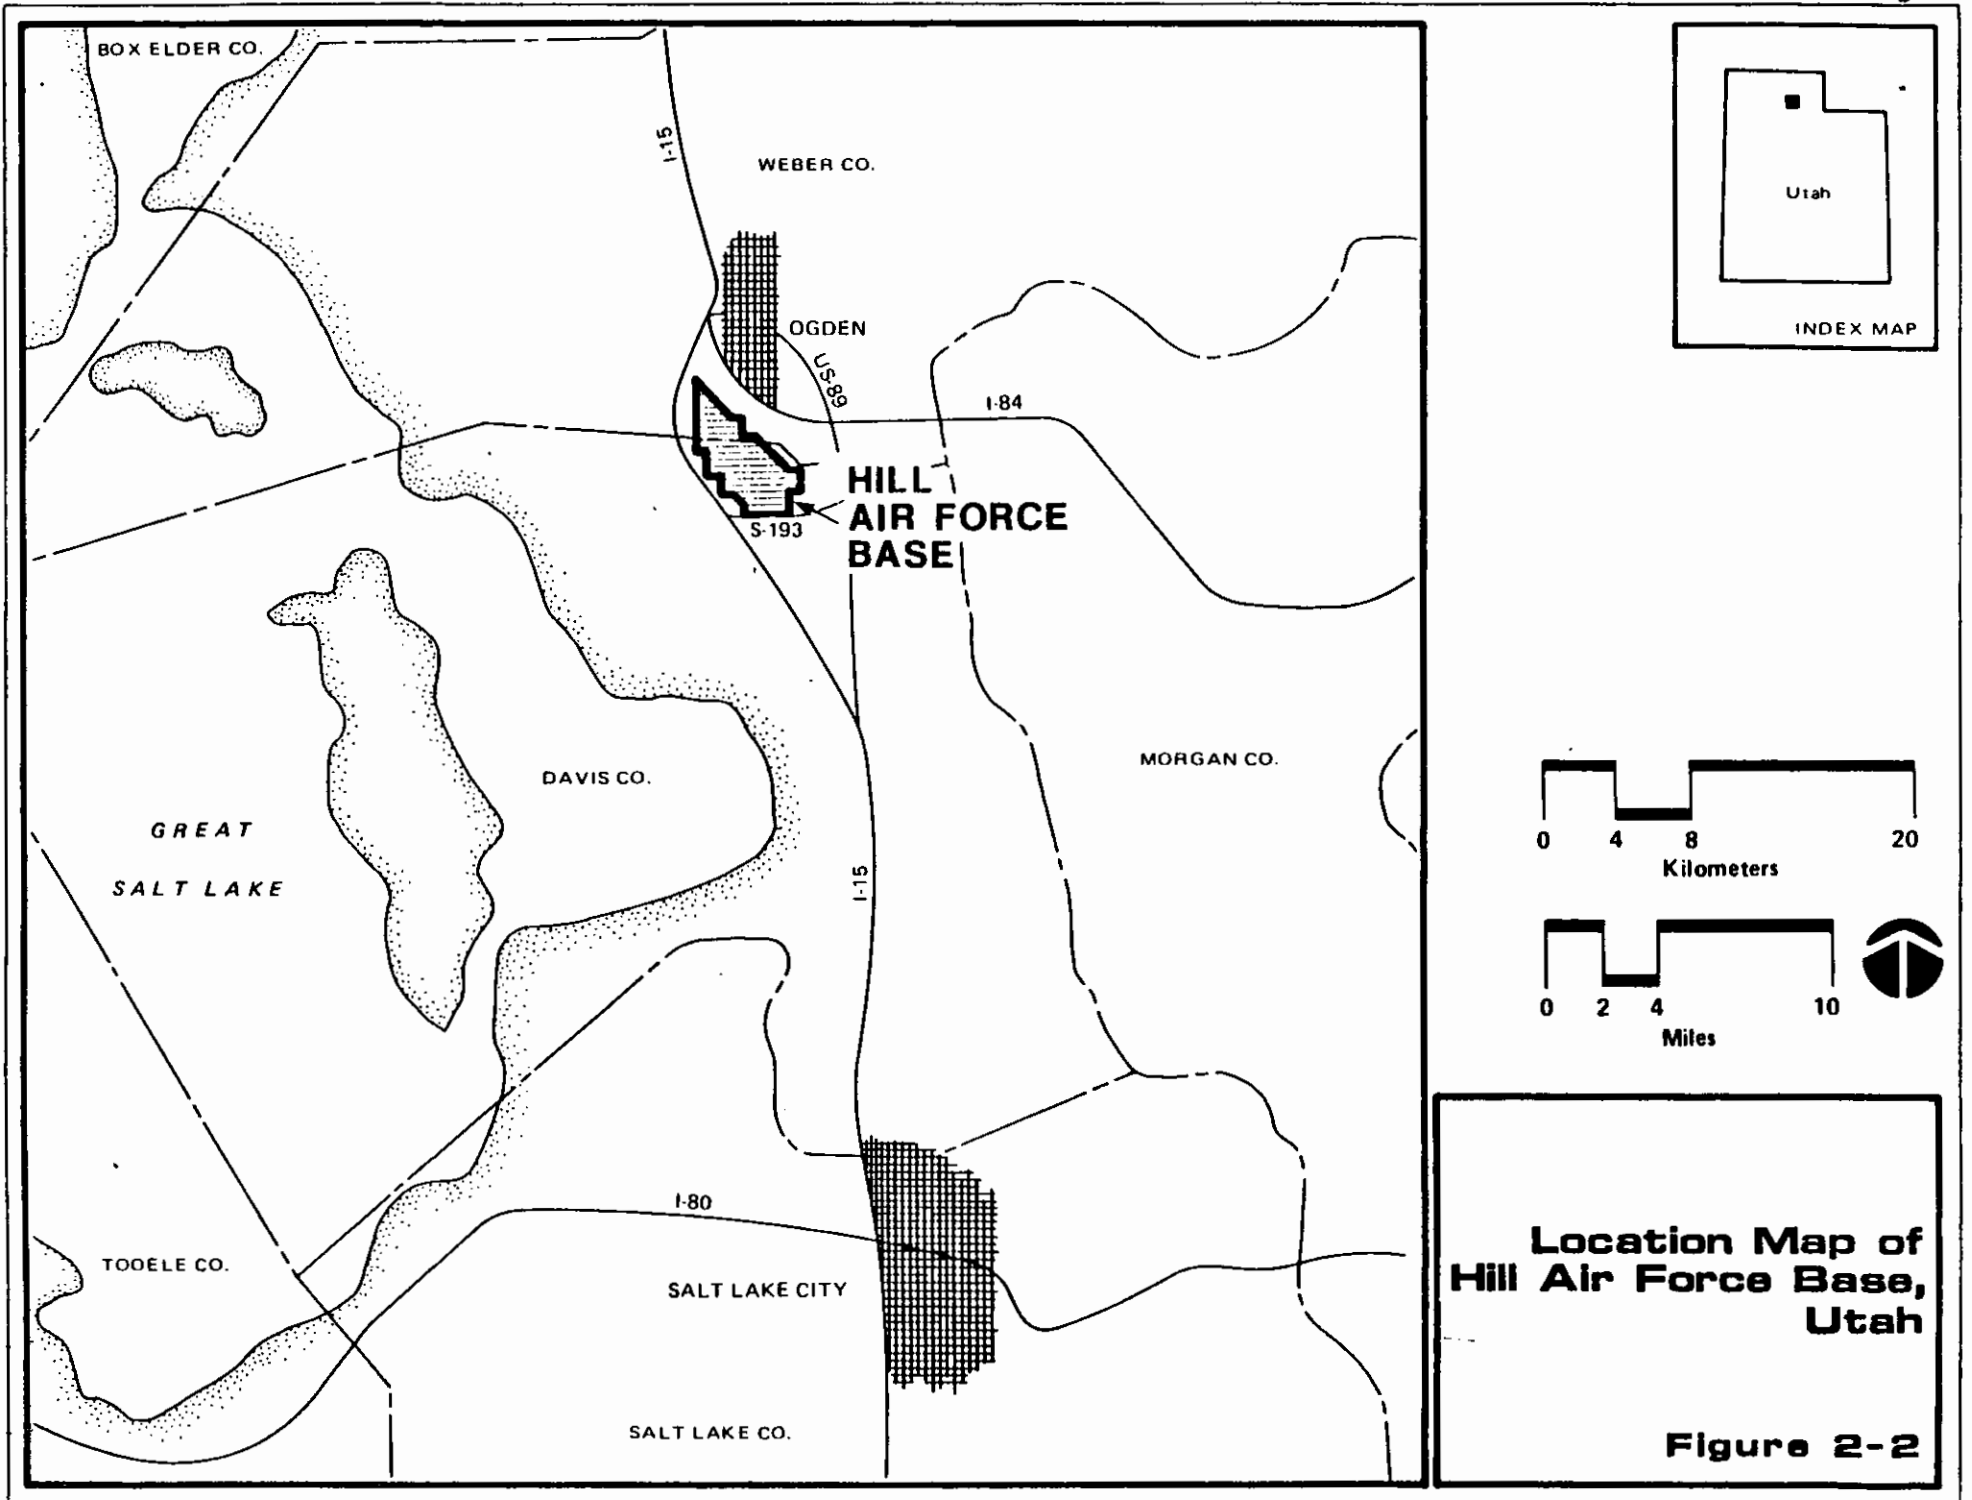 BOX ELDER CO.
I-15
WEBER CO.
Utah
INDEX MAP
OGDEN
US-89
I-84
HILL
AIR FORCE
BASE
S-193
MORGAN CO.
DAVIS CO.
GREAT
SALT LAKE
I-15
0 4 8 20
Kilometers
0 2 4 10
Miles
I-80
TOOELE CO.
SALT LAKE CITY
SALT LAKE CO.
Location Map of
Hill Air Force Base,
Utah
Figure 2-2